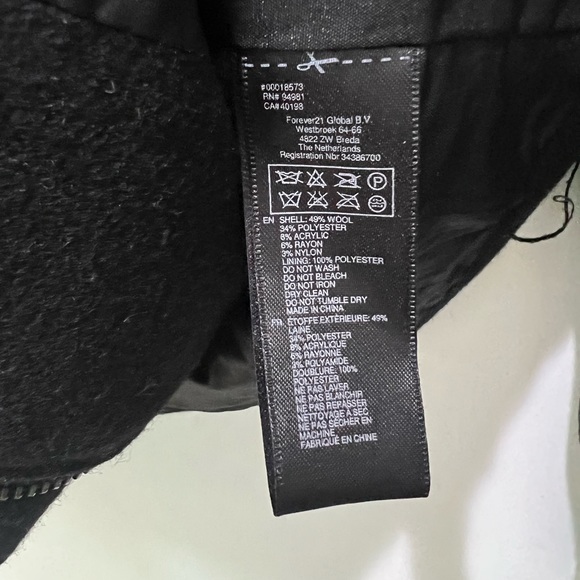 #00018573
RN# 94981
CA# 40198
Forever21 Global B.V.
Westbroek 64-66
4822 ZW Breda
The Netherlands
Registration Nbr 34386700
P
EN SHELL: 49% WOOL
34% POLYESTER
8% ACRYLIC
6% RAYON
3% NYLON
LINING: 100% POLYESTER
DO NOT WASH
DO NOT BLEACH
DO NOT IRON
DRY CLEAN
DO NOT TUMBLE DRY
MADE IN CHINA
FR ÉTOFFE EXTÉRIEURE: 49%
LAINE
34% POLYESTER
8% ACRYLIQUE
6% RAYONNE
3% POLYAMIDE
DOUBLURE: 100%
POLYESTER
NE PAS LAVER
NE PAS BLANCHIR
NE PAS REPASSER
NETTOYAGE À SEC
NE PAS SÉCHER EN
MACHINE
FABRIQUÉ EN CHINE